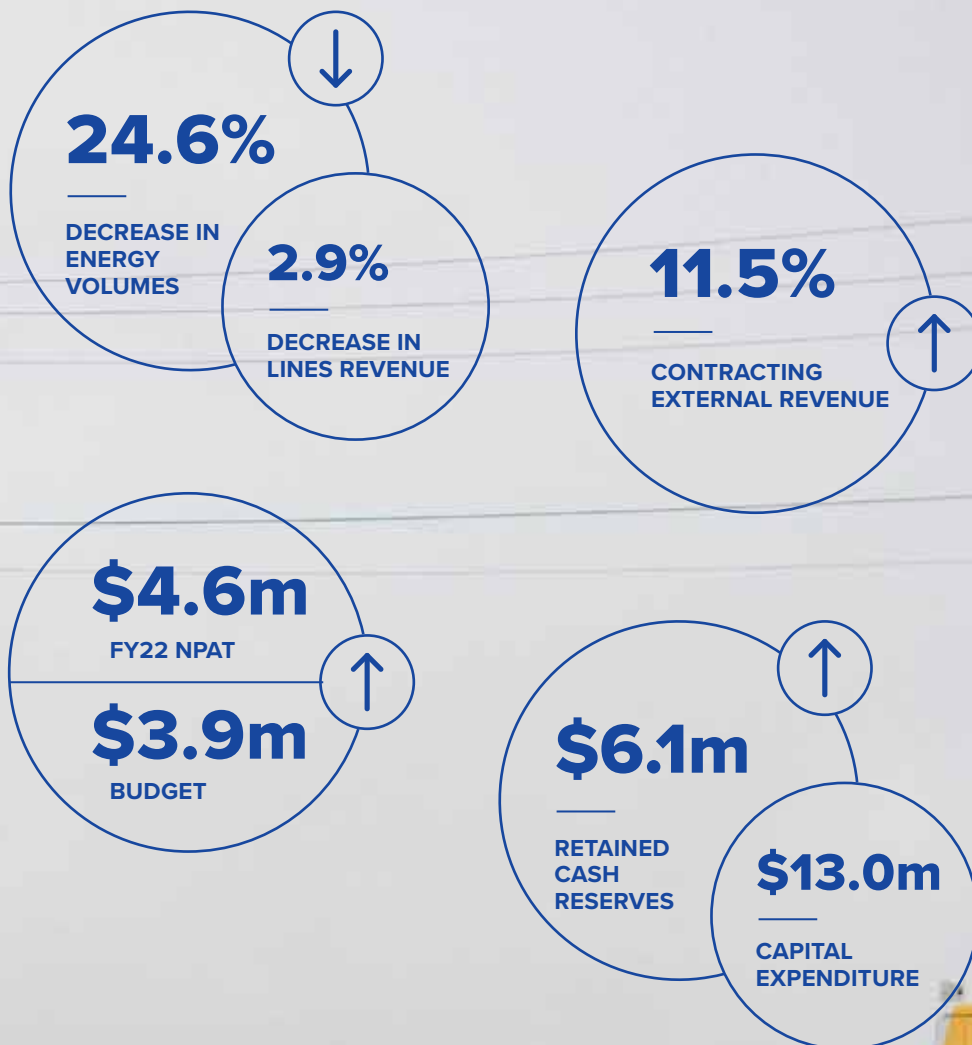 24.6%
DECREASE IN
ENERGY
VOLUMES
2.9%
DECREASE IN
LINES REVENUE
11.5%
CONTRACTING
EXTERNAL REVENUE
$4.6m
FY22 NPAT
$3.9m
BUDGET
$6.1m
RETAINED
CASH
RESERVES
$13.0m
CAPITAL
EXPENDITURE